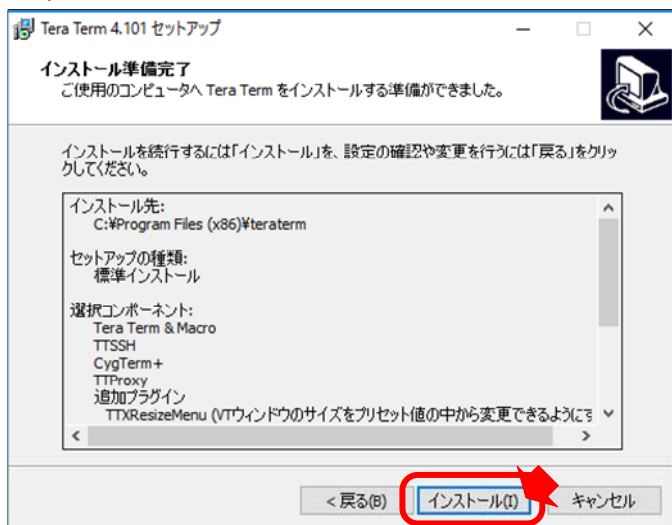 Tera Term 4.101 セットアップ
インストール準備完了
ご使用のコンピュータへ Tera Term をインストールする準備ができました。
インストールを続行するには「インストール」を、設定の確認や変更を行うには「戻る」をクリッ
クしてください。
インストール先:
C:¥Program Files (x86)¥teraterm
セットアップの種類:
標準インストール
選択コンポーネント:
Tera Term & Macro
TTSSH
CygTerm+
TTProxy
追加プラグイン
TTXResizeMenu (VTウィンドウのサイズをプリセット値の中から変更できるようにす
< 戻る(B)
インストール(I)
キャンセル